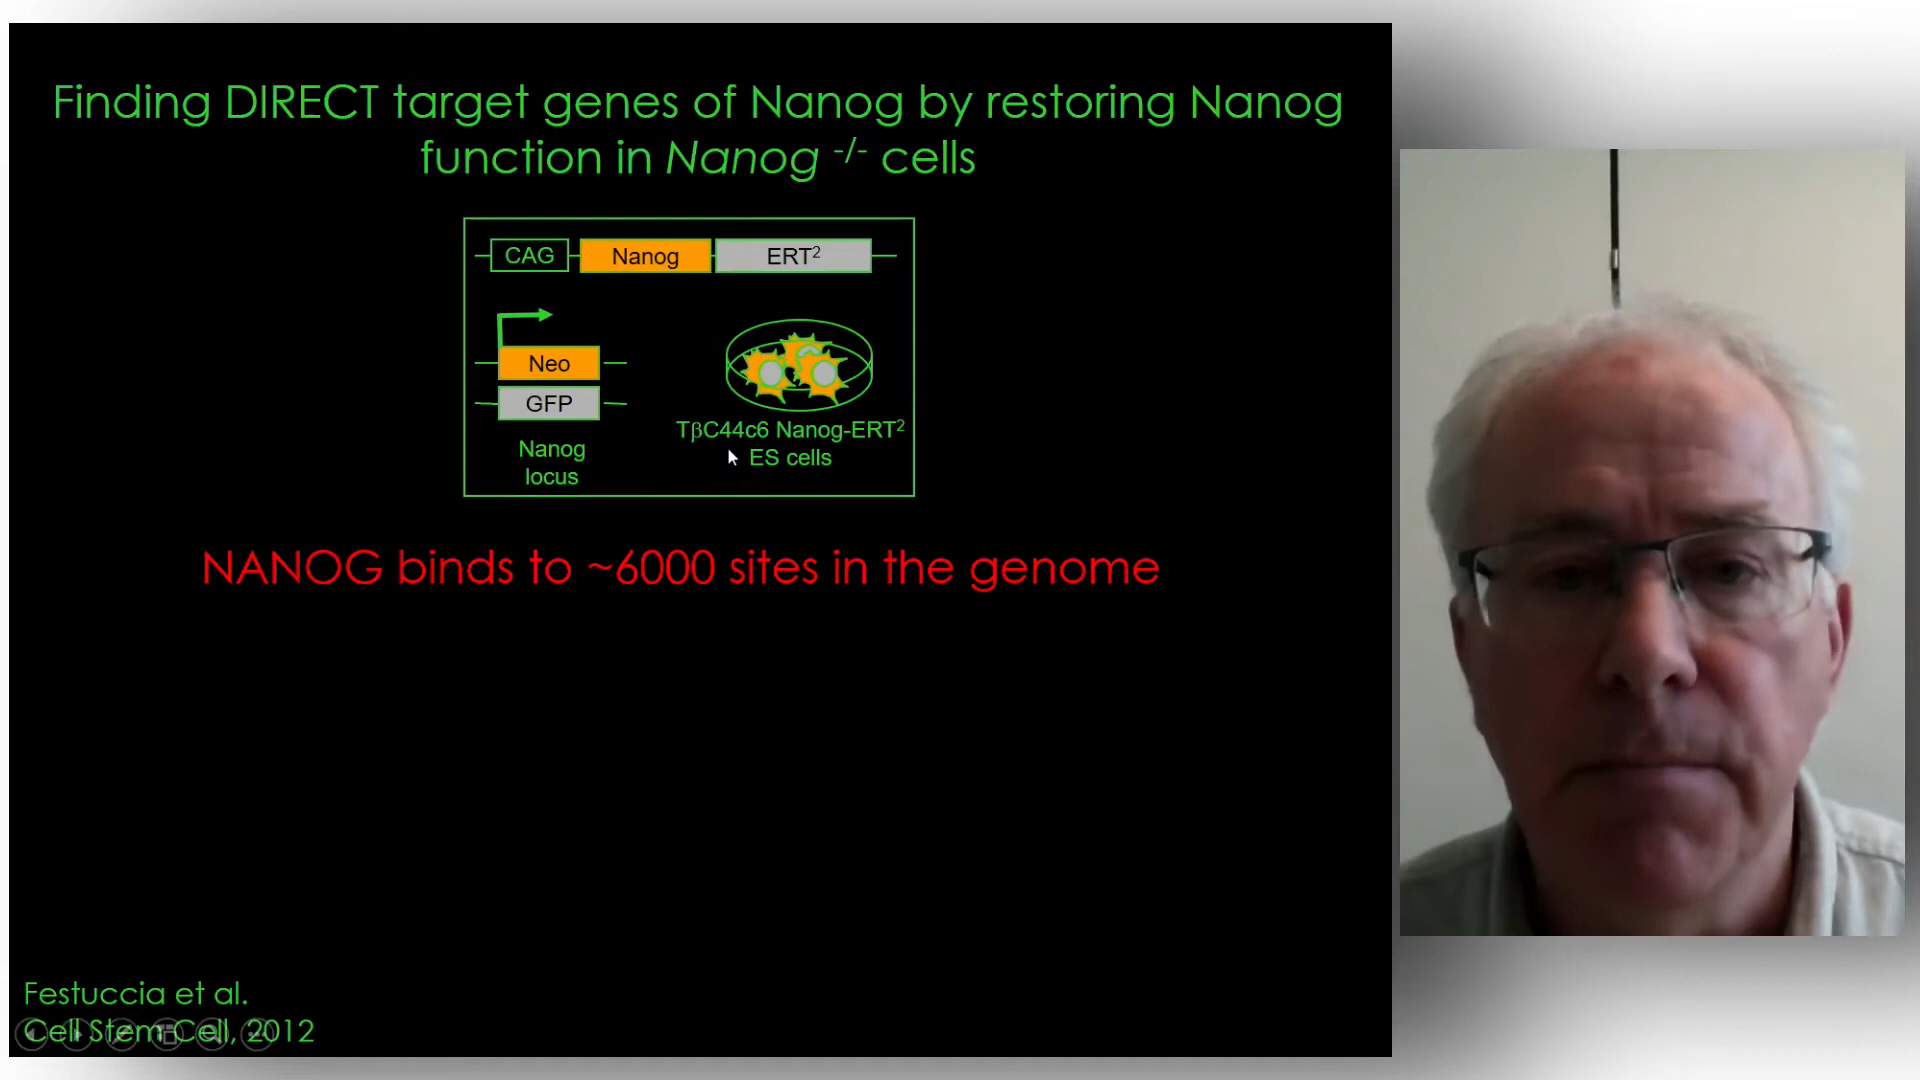 Finding DIRECT target genes of Nanog by restoring Nanog
function in Nanog -/- cells
CAG Nanog ERT2
Neo
GFP
Nanog
locus
TβC44c6 Nanog-ERT2
ES cells
NANOG binds to ~6000 sites in the genome
Festuccia et al.
Cell Stem Cell, 2012